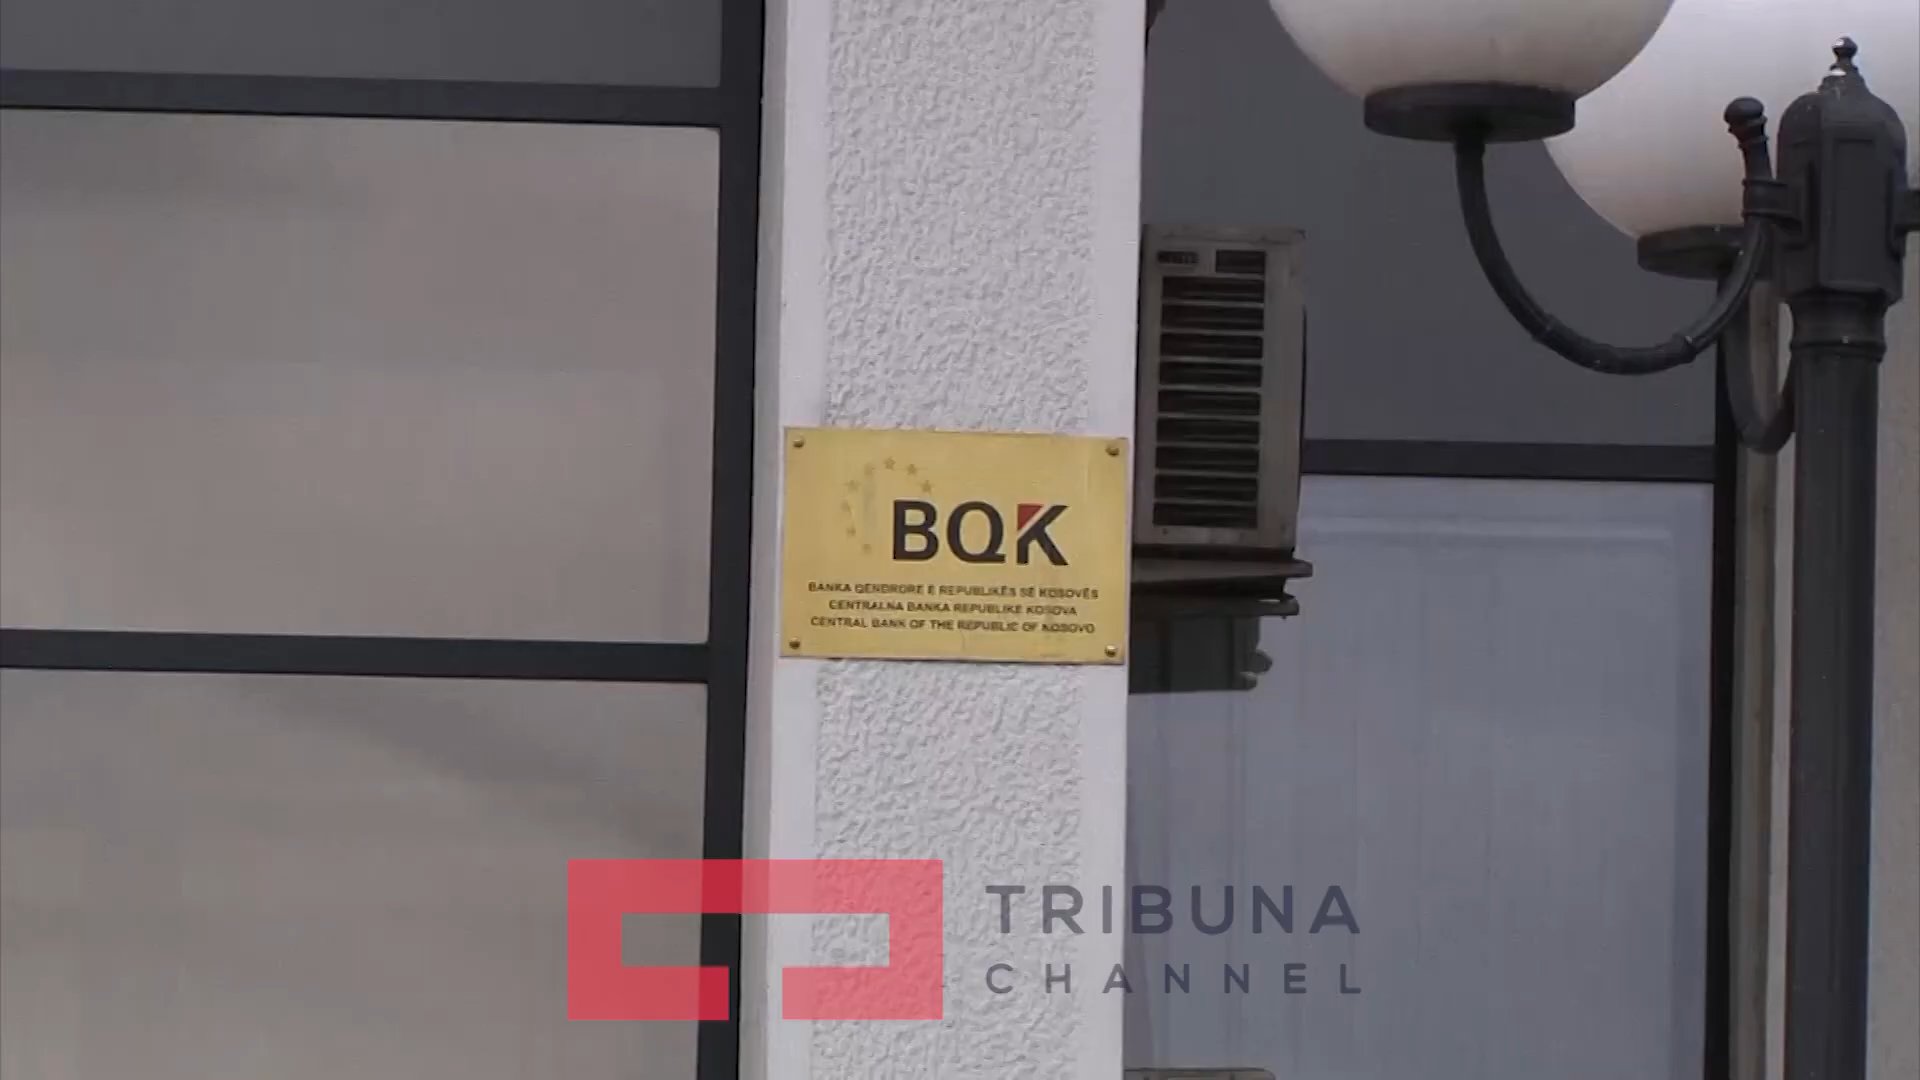 BQK
BANKA QENDRORE E REPUBLIKËS SË KOSOVËS
CENTRALNA BANKA REPUBLIKE KOSOVA
CENTRAL BANK OF THE REPUBLIC OF KOSOVO
TRIBUNA
CHANNEL